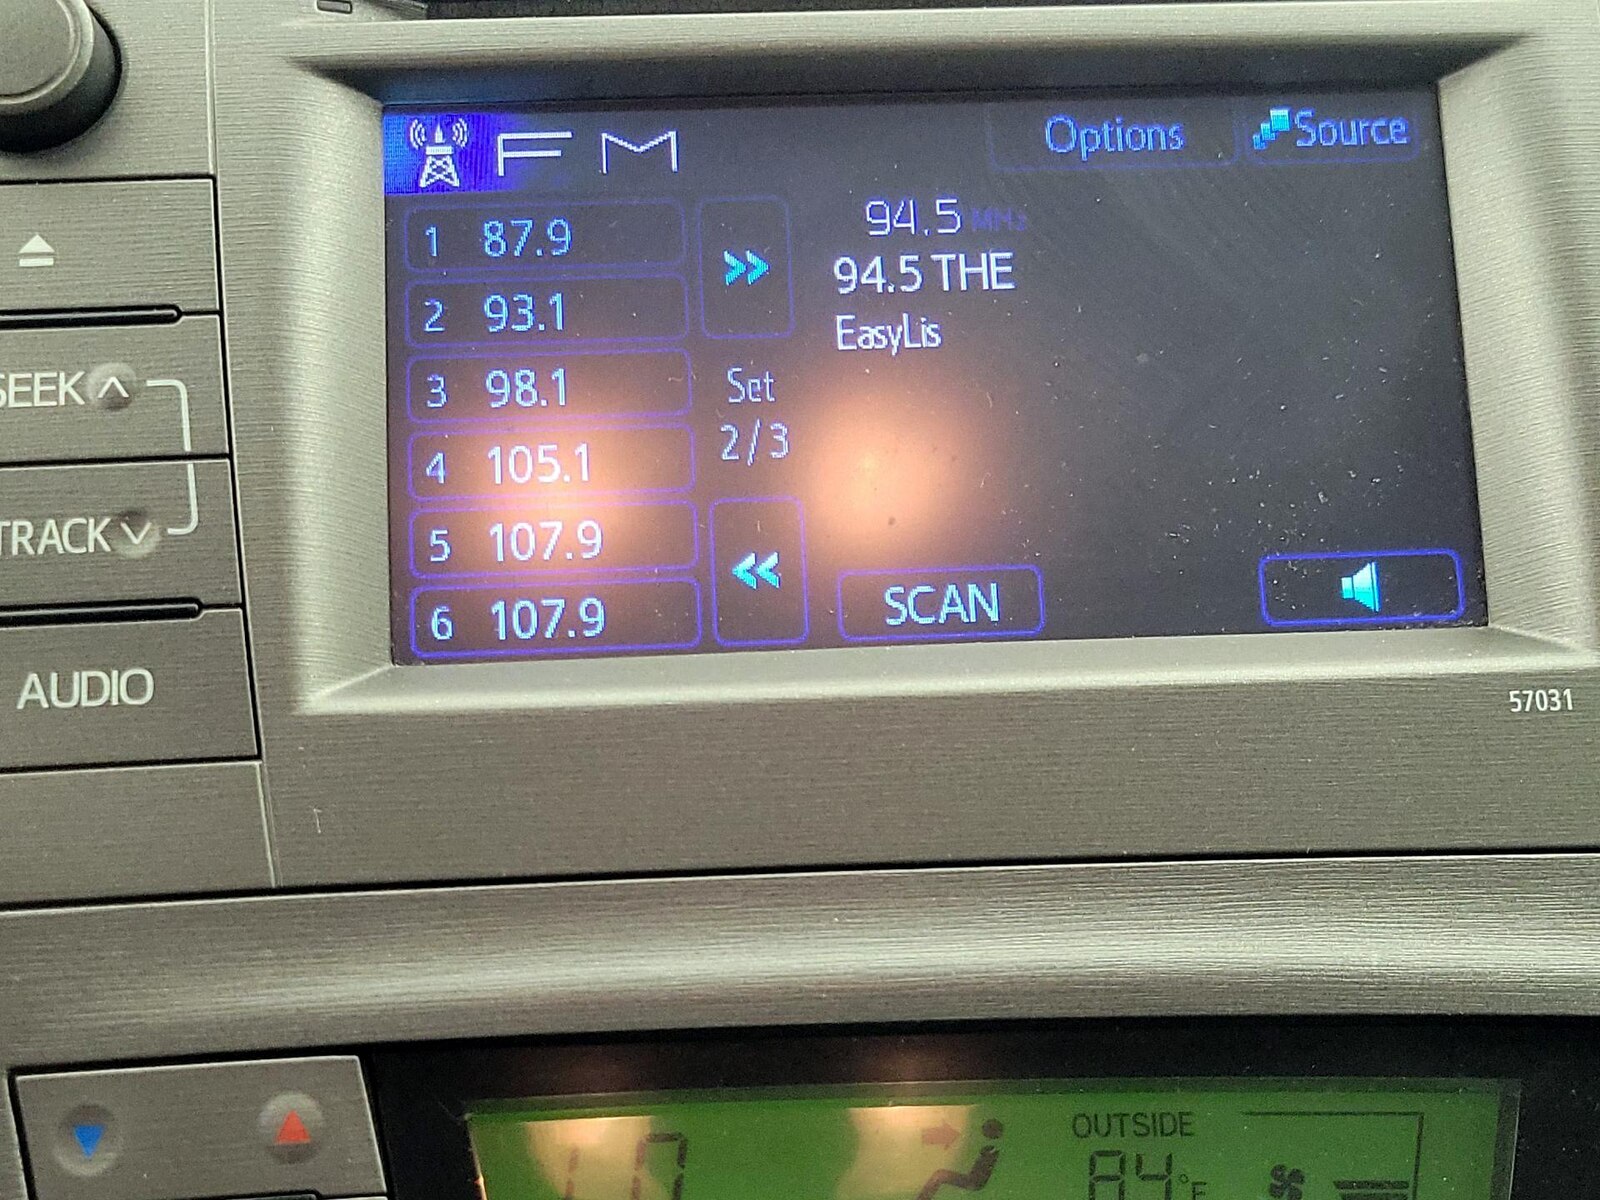 FM
Options
Source
1 87.9
2 93.1
3 98.1
4 105.1
5 107.9
6 107.9
>>
Set
2/3
<<
94.5 MHz
94.5 THE
EasyLis
SCAN
SEEK
TRACK
AUDIO
57031
OUTSIDE
84°F